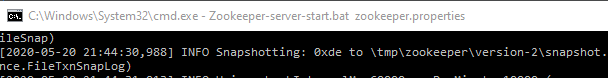 C:\Windows\System32\cmd.exe - Zookeeper-server-start.bat zookeeper.properties
ileSnap)
[2020-05-20 21:44:30,988] INFO Snapshotting: 0xde to \tmp\zookeeper\version-2\snapshot.
nce.FileTxnSnapLog)